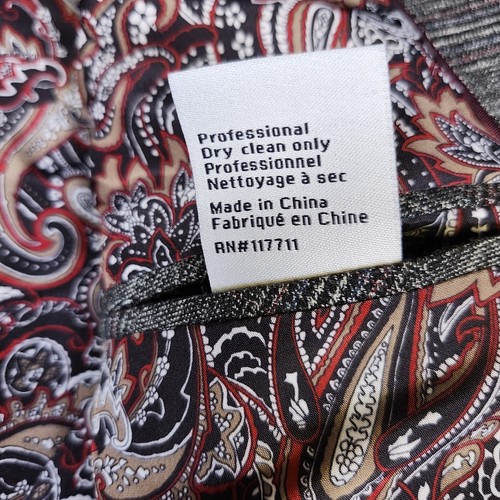 Professional
Dry clean only
Professionnel
Nettoyage à sec
Made in China
Fabriqué en Chine
RN#117711